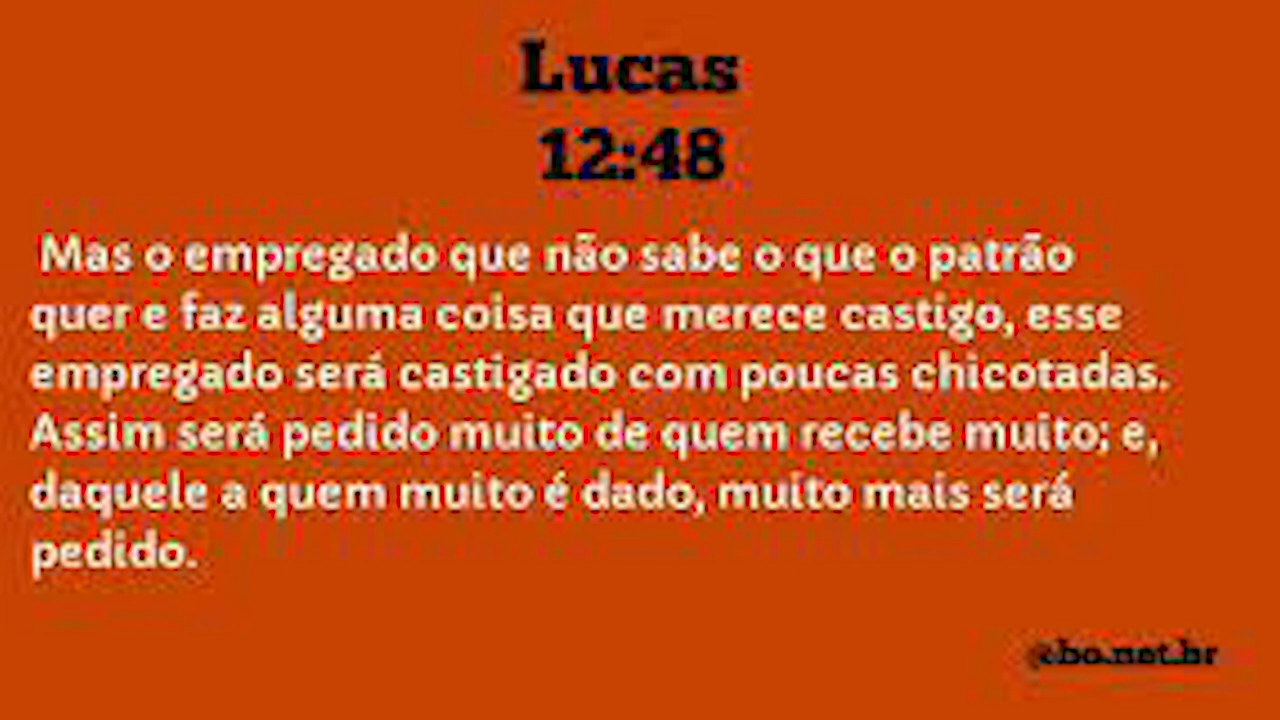 Lucas
12:48
Mas o empregado que não sabe o que o patrão
quer e faz alguma coisa que merece castigo, esse
empregado será castigado com poucas chicotadas.
Assim será pedido muito de quem recebe muito; e,
daquele a quem muito é dado, muito mais será
pedido.
@bo.net.br